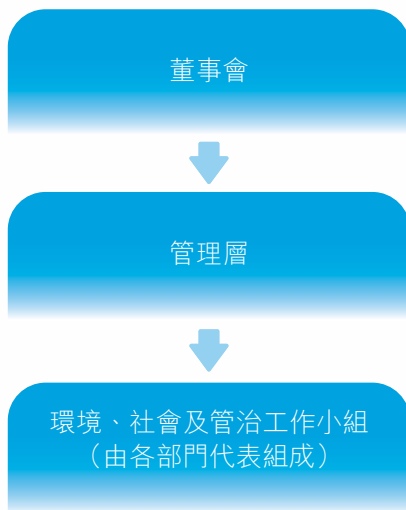 董事會
管理層
環境、社會及管治工作小組
（由各部門代表組成）